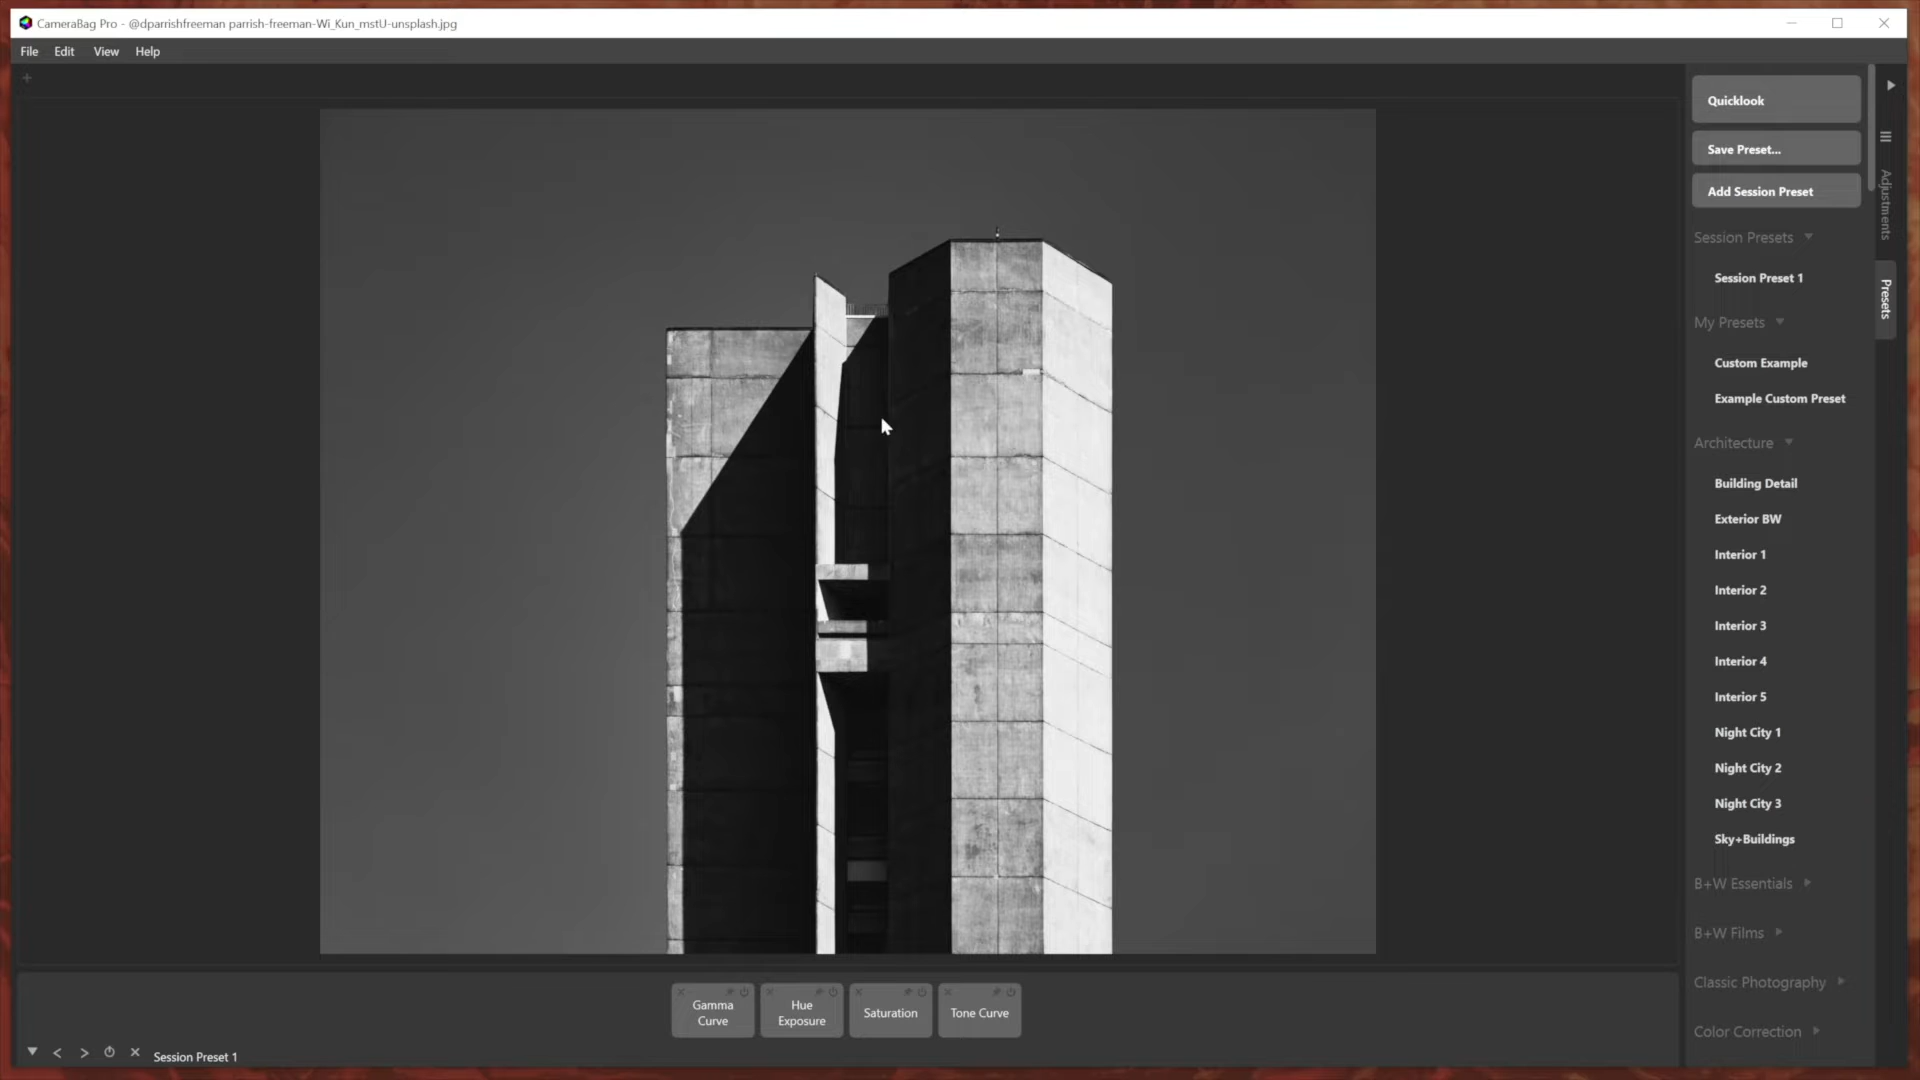 CameraBag Pro - @dparrishfreeman parrish-freeman-Wi_Kun_mstU-unsplash.jpg
File Edit View Help
Quicklook
Save Preset...
Add Session Preset
Session Presets
Session Preset 1
My Presets
Custom Example
Example Custom Preset
Architecture
Building Detail
Exterior BW
Interior 1
Interior 2
Interior 3
Interior 4
Interior 5
Night City 1
Night City 2
Night City 3
Sky+Buildings
B+W Essentials
B+W Films
Classic Photography
Color Correction
Adjustments
Presets
Gamma
Curve
Hue
Exposure
Saturation
Tone Curve
Session Preset 1